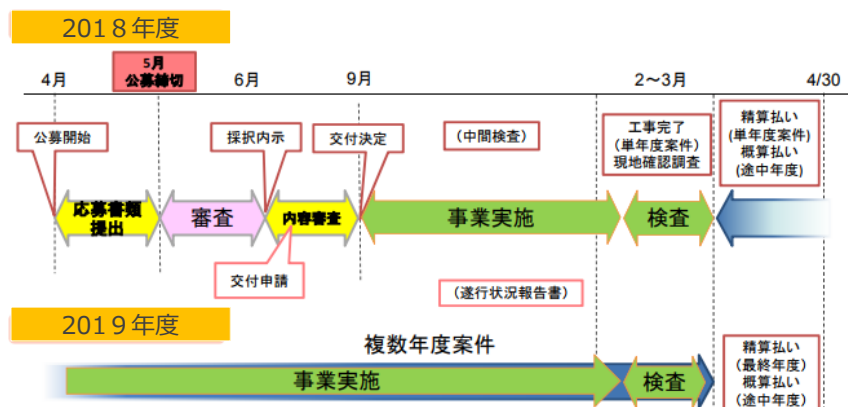 2018年度
5月
公募締切
4月
6月
9月
2～3月
4/30
公募開始
採択内示
交付決定
（中間検査）
工事完了
（単年度案件）
現地確認調査
精算払い
(単年度案件)
概算払い
(途中年度)
応募書類
提出
審査
内容審査
事業実施
検査
交付申請
（遂行状況報告書）
2019年度
複数年度案件
事業実施
検査
精算払い
（最終年度）
概算払い
（途中年度）